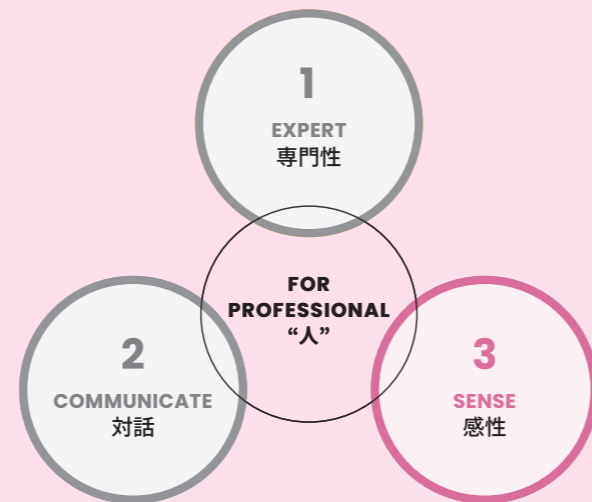 1
EXPERT
専門性
FOR
PROFESSIONAL
“人”
2
COMMUNICATE
対話
3
SENSE
感性